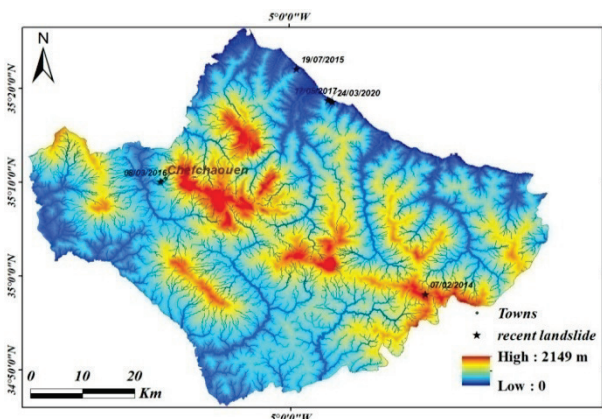 5°0'0"W
N
35°20'0"N
35°10'0"N
35°0'0"N
34°50'0"N
19/07/2015
2017 24/03/2020
2016 Chefchaouen
07/02/2014
Towns
recent landslide
High : 2149 m
Low : 0
0 10 20
Km
5°0'0"W